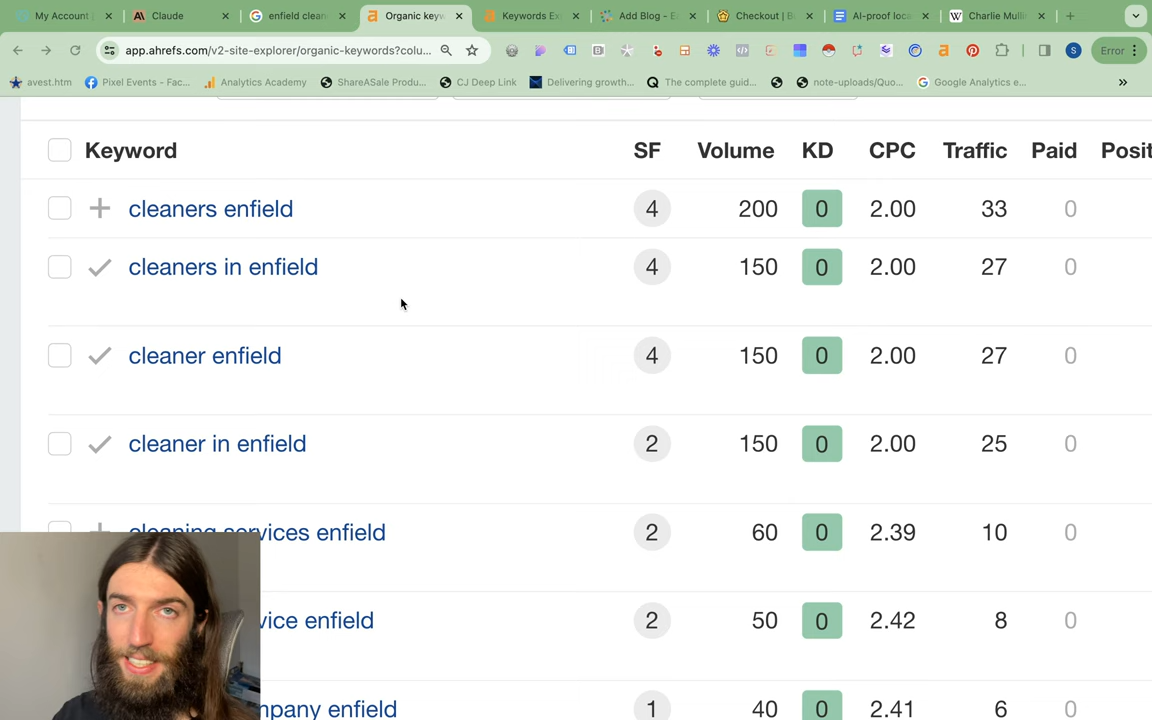 My Account |
Claude
enfield clean
Organic keyw
Keywords Ex
Add Blog - E
Checkout | B
AI-proof loca
Charlie Mulli
app.ahrefs.com/v2-site-explorer/organic-keywords?colu...
S
Error
avest.htm
Pixel Events - Fac...
Analytics Academy
ShareASale Produ...
CJ Deep Link
Delivering growth...
The complete guid...
note-uploads/Quo...
Google Analytics e...
»
Keyword SF Volume KD CPC Traffic Paid Posit
cleaners enfield 4 200 0 2.00 33 0
cleaners in enfield 4 150 0 2.00 27 0
cleaner enfield 4 150 0 2.00 27 0
cleaner in enfield 2 150 0 2.00 25 0
cleaning services enfield 2 60 0 2.39 10 0
vice enfield 2 50 0 2.42 8 0
mpany enfield 1 40 0 2.41 6 0